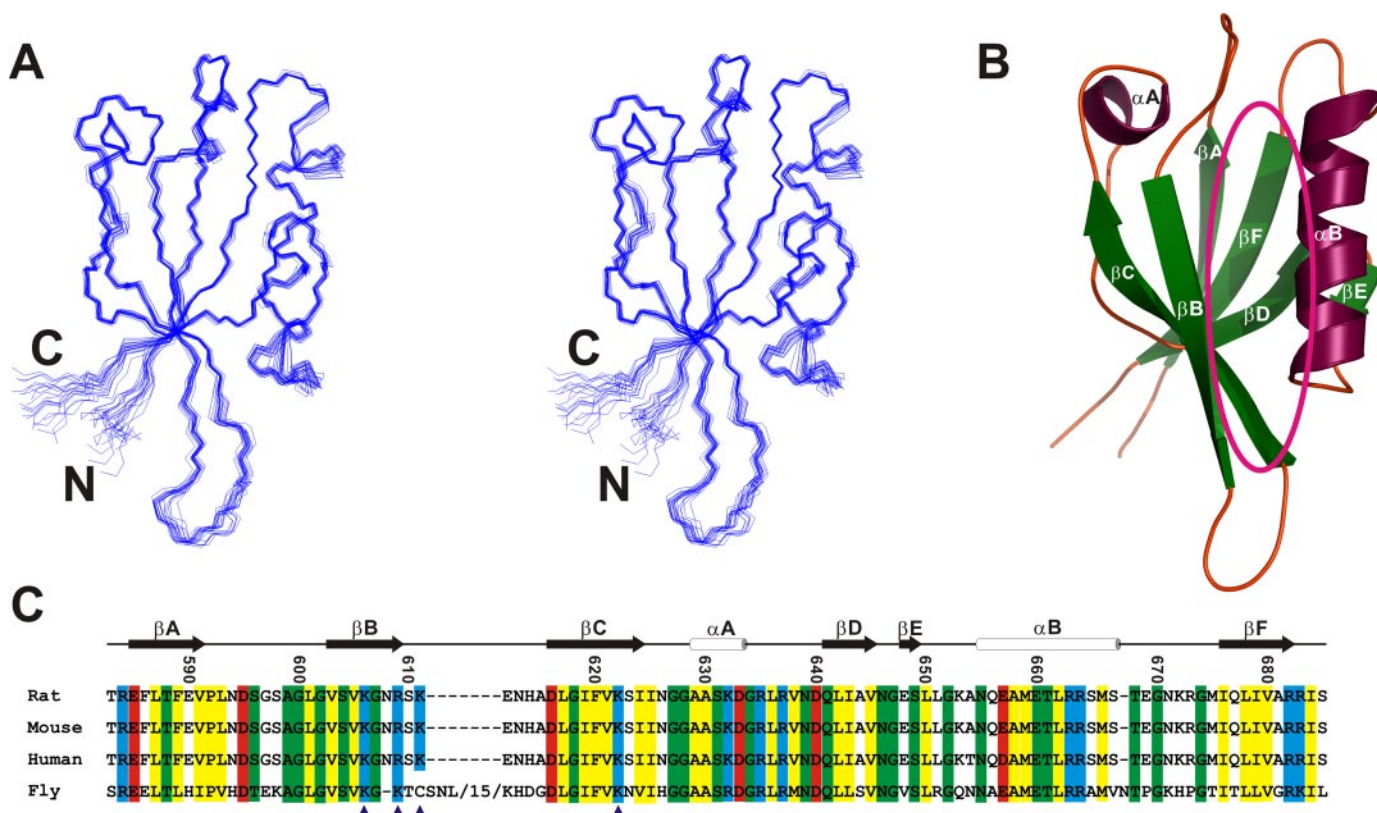 A
B
C
N
C
N
αA
βA
βF
αB
βC
βB
βD
βE
C
βA βB βC αA βD βE αB βF
590 600 610 620 630 640 650 660 670 680
Rat TREFLTFEVPLNDSGSAGLGVSVKGNRSK-------ENHADLGIFVKSIINGGAASKDGRLRVNDQLIAVNGESLLGKANQEAMETLRRSMS-TEGNKRGMIQLIVARRIS
Mouse TREFLTFEVPLNDSGSAGLGVSVKGNRSK-------ENHADLGIFVKSIINGGAASKDGRLRVNDQLIAVNGESLLGKTNQEAMETLRRSMS-TEGNKRGMIQLIVARRIS
Human TREFLTFEVPLNDSGSAGLGVSVKGNRSK-------ENHADLGIFVKSIINGGAASKDGRLRVNDQLIAVNGESLLGKTNQDAMETLRRSMS-TEGNKRGMIQLIVARRIS
Fly SREELTLHIPVHDTEKAGLGVSVKG-KTCSNL/15/KHDGDLGIFVKNVIHGGAASRDGRLRMNDQLLSVNGVSLRGQNNAEAMETLRRAMVNTPGKHPGTITLLVGRKIL